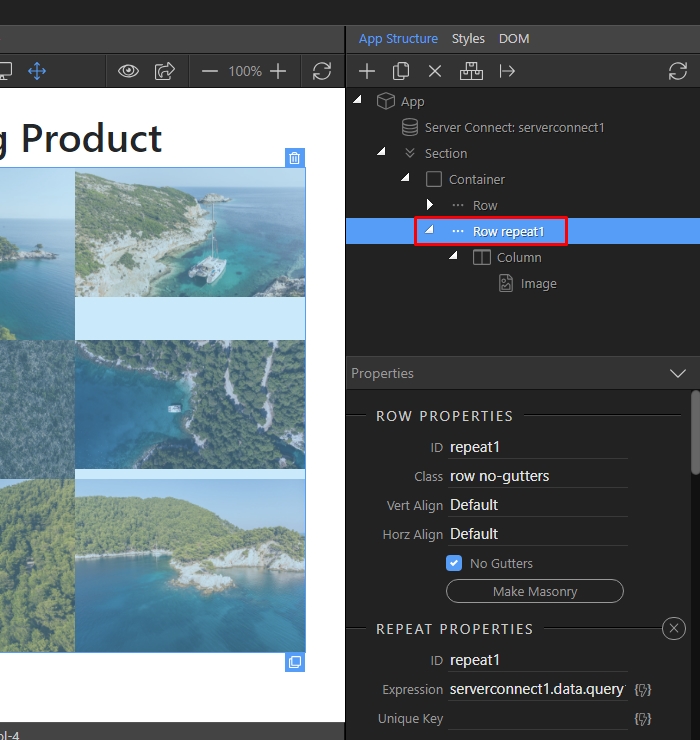 App Structure Styles DOM
100%
g Product
App
Server Connect: serverconnect1
Section
Container
Row
Row repeat1
Column
Image
Properties
ROW PROPERTIES
ID repeat1
Class row no-gutters
Vert Align Default
Horz Align Default
No Gutters
Make Masonry
REPEAT PROPERTIES
ID repeat1
Expression serverconnect1.data.query
Unique Key
ol-4